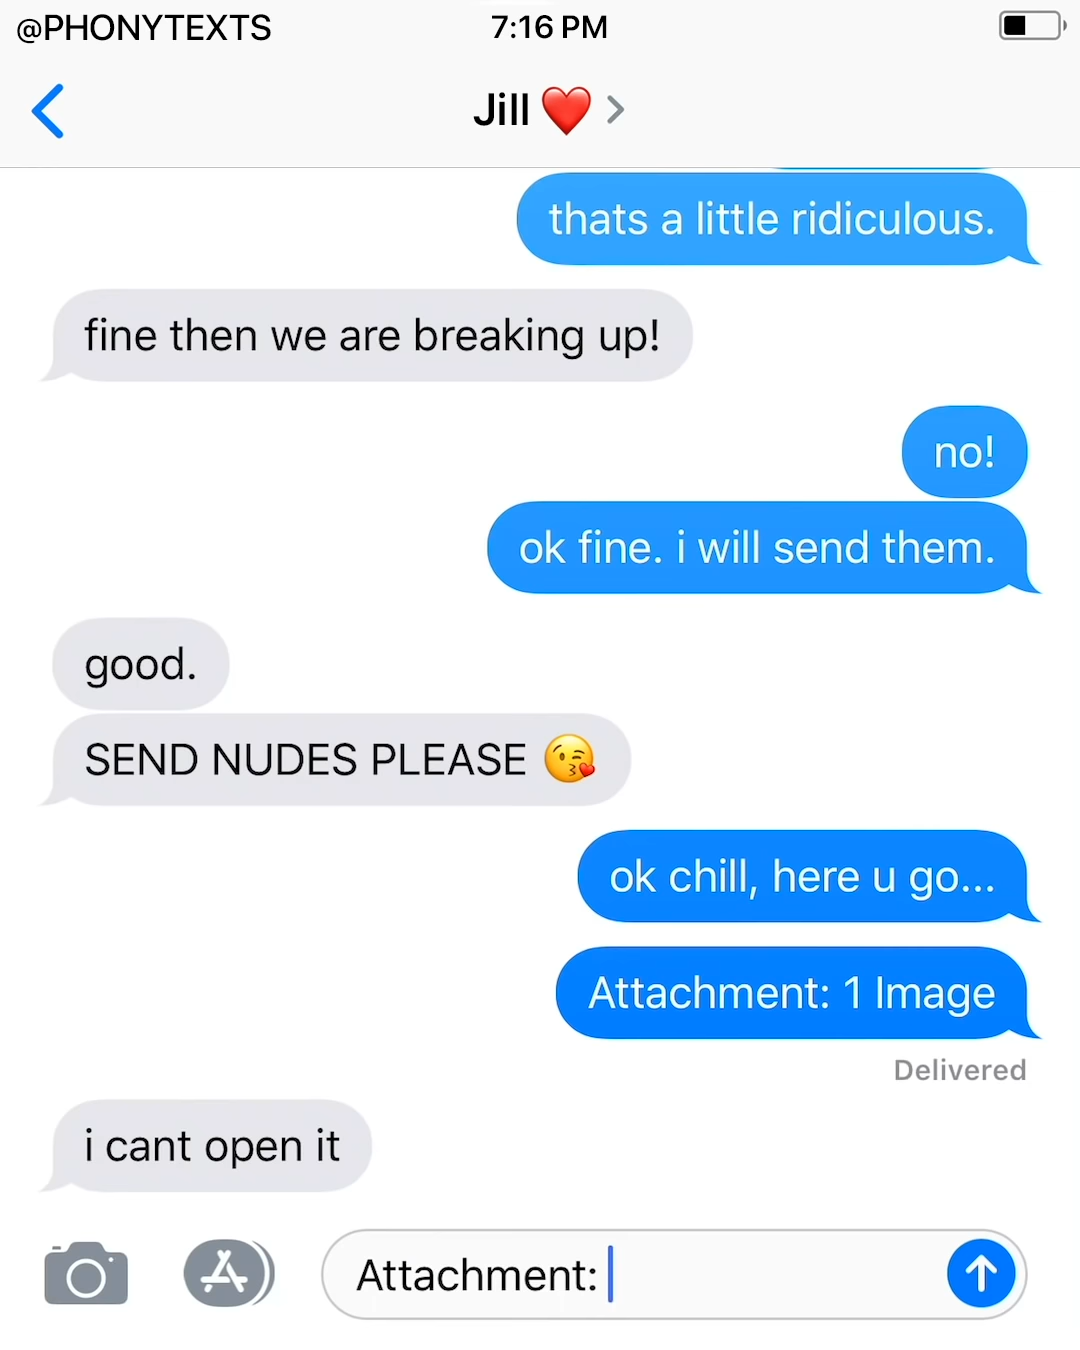 @PHONYTEXTS 7:16 PM
Jill ❤️
thats a little ridiculous.
fine then we are breaking up!
no!
ok fine. i will send them.
good.
SEND NUDES PLEASE 😘
ok chill, here u go...
Attachment: 1 Image
Delivered
i cant open it
Attachment: